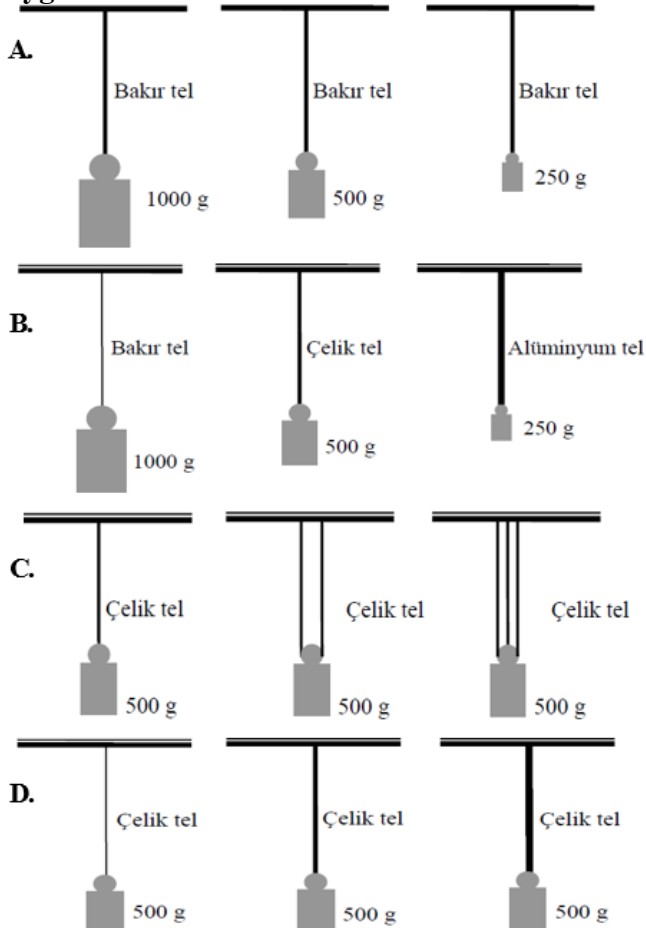 A.
Bakır tel Bakır tel Bakır tel
1000 g 500 g 250 g
B.
Bakır tel Çelik tel Alüminyum tel
1000 g 500 g 250 g
C.
Çelik tel Çelik tel Çelik tel
500 g 500 g 500 g
D.
Çelik tel Çelik tel Çelik tel
500 g 500 g 500 g